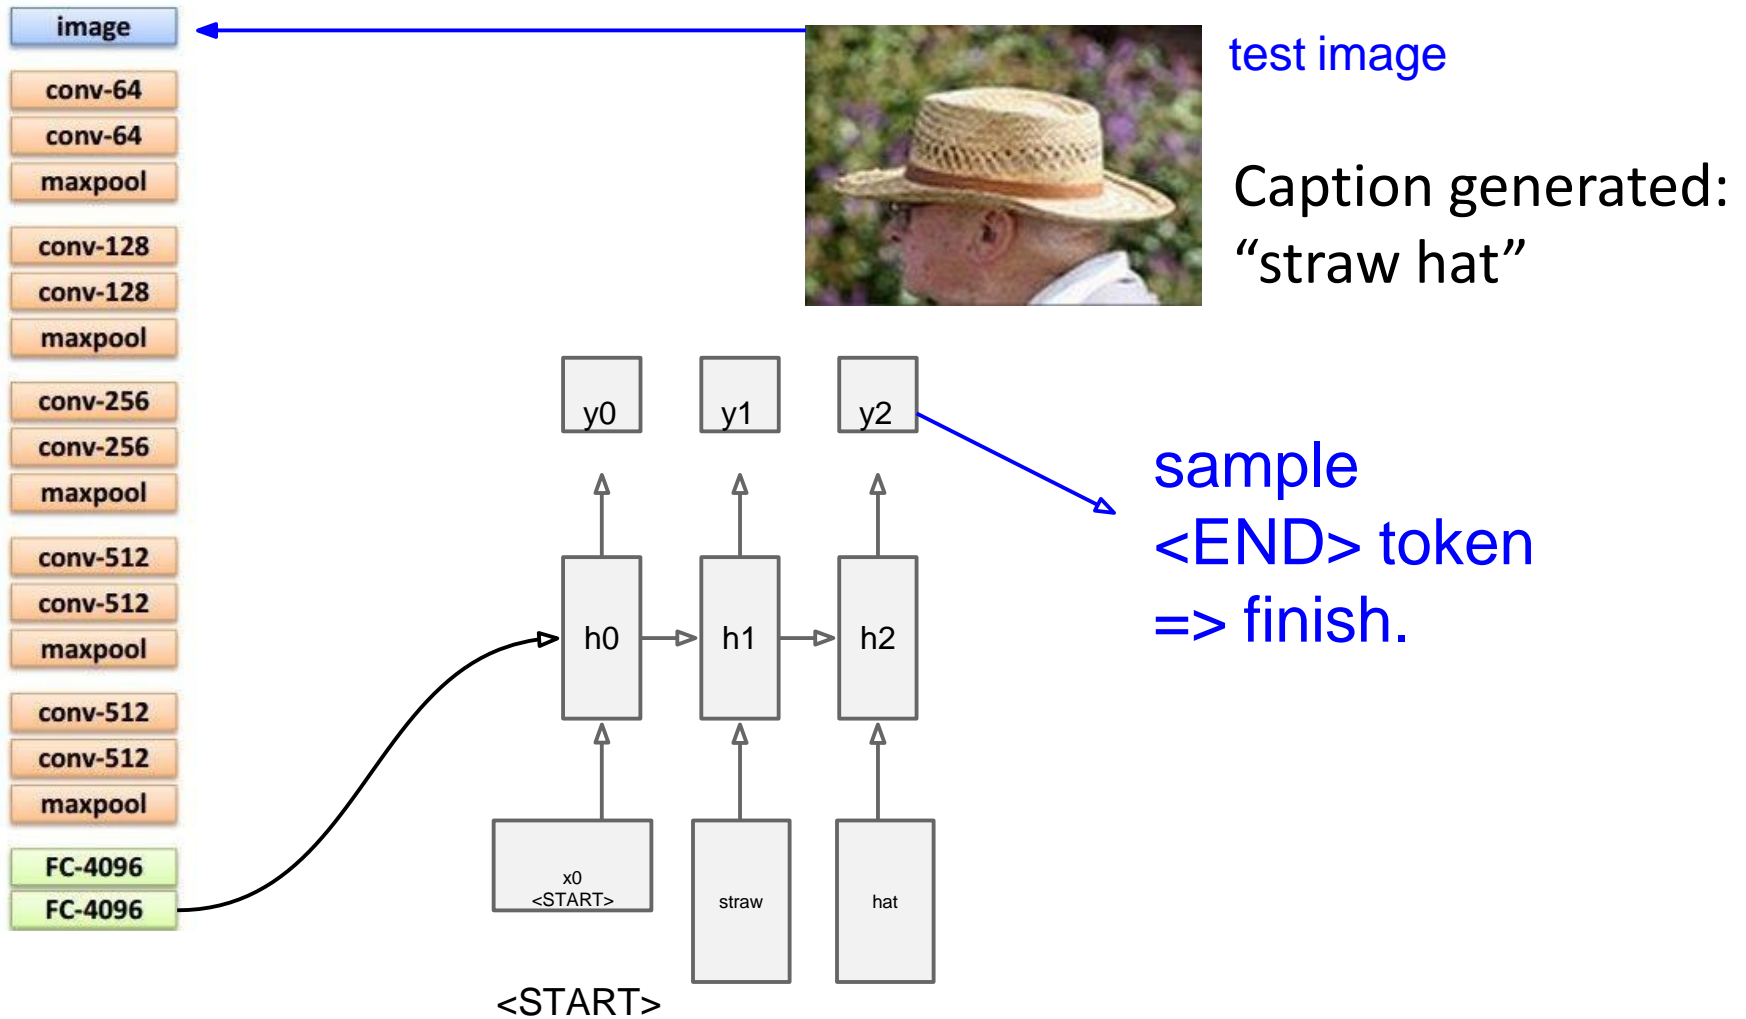 image
conv-64
conv-64
maxpool
conv-128
conv-128
maxpool
conv-256
conv-256
maxpool
conv-512
conv-512
maxpool
conv-512
conv-512
maxpool
FC-4096
FC-4096
test image
Caption generated:
“straw hat”
y0
y1
y2
h0
h1
h2
x0
<START>
straw
hat
<START>
sample
<END> token
=> finish.